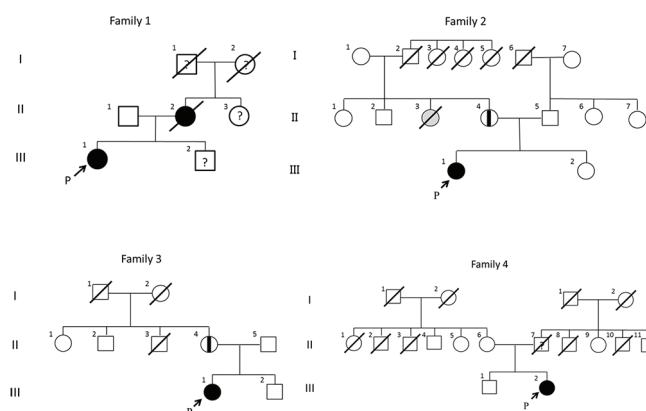 Family 1
I
1 2
? ?
II
1 2 3
?
III
1 2
?
P
Family 2
I
1 2 3 4 5 6 7
? ? ?
II
1 2 3 4 5 6 7
III
1 2
P
Family 3
I
1 2
II
1 2 3 4 5
III
1 2
P
Family 4
I
1 2 1 2
II
1 2 3 4 5 6 7 8 9 10 11
?
III
1 2
P